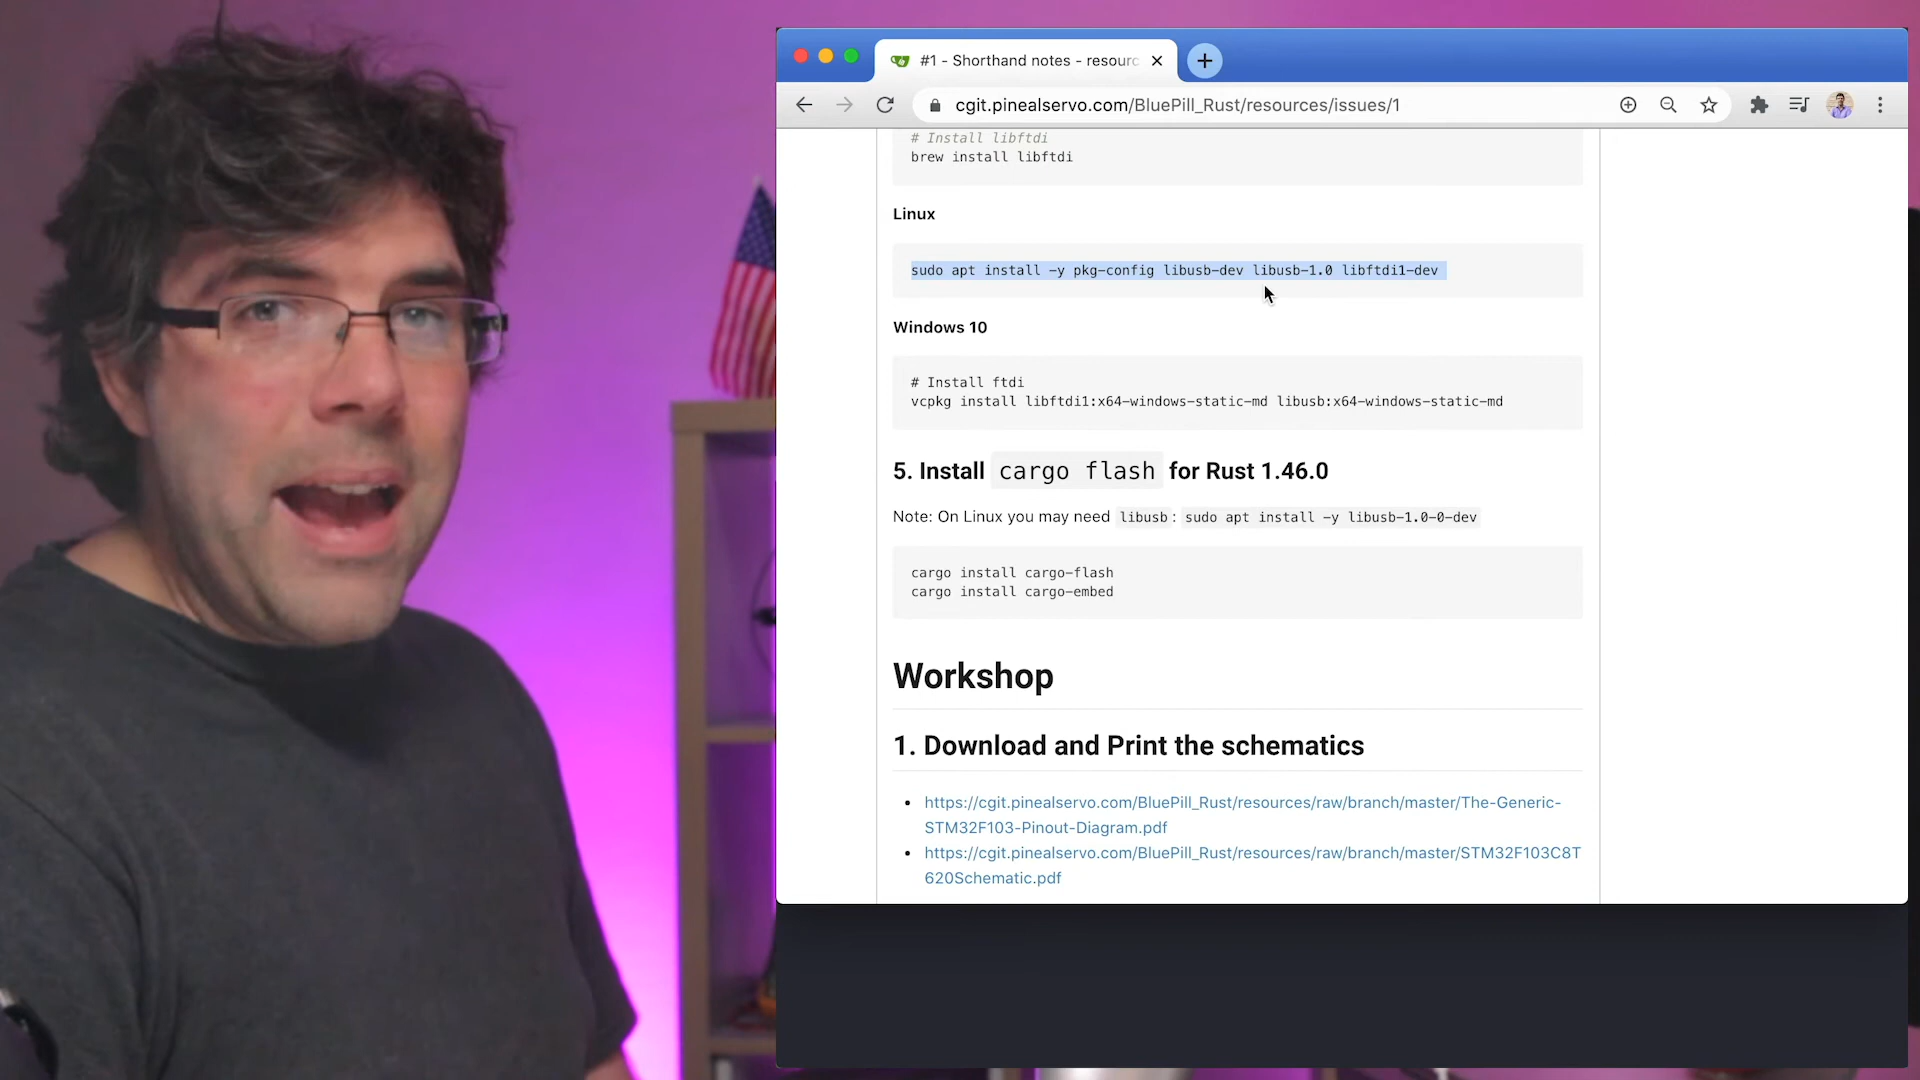 #1 - Shorthand notes - resourc
cgit.pinealservo.com/BluePill_Rust/resources/issues/1
# Install libftdi
brew install libftdi
Linux
sudo apt install -y pkg-config libusb-dev libusb-1.0 libftdi1-dev
Windows 10
# Install ftdi
vcpkg install libftdi1:x64-windows-static-md libusb:x64-windows-static-md
5. Install cargo flash for Rust 1.46.0
Note: On Linux you may need libusb: sudo apt install -y libusb-1.0-0-dev
cargo install cargo-flash
cargo install cargo-embed
Workshop
1. Download and Print the schematics
https://cgit.pinealservo.com/BluePill_Rust/resources/raw/branch/master/The-Generic-
STM32F103-Pinout-Diagram.pdf
https://cgit.pinealservo.com/BluePill_Rust/resources/raw/branch/master/STM32F103C8T
620Schematic.pdf